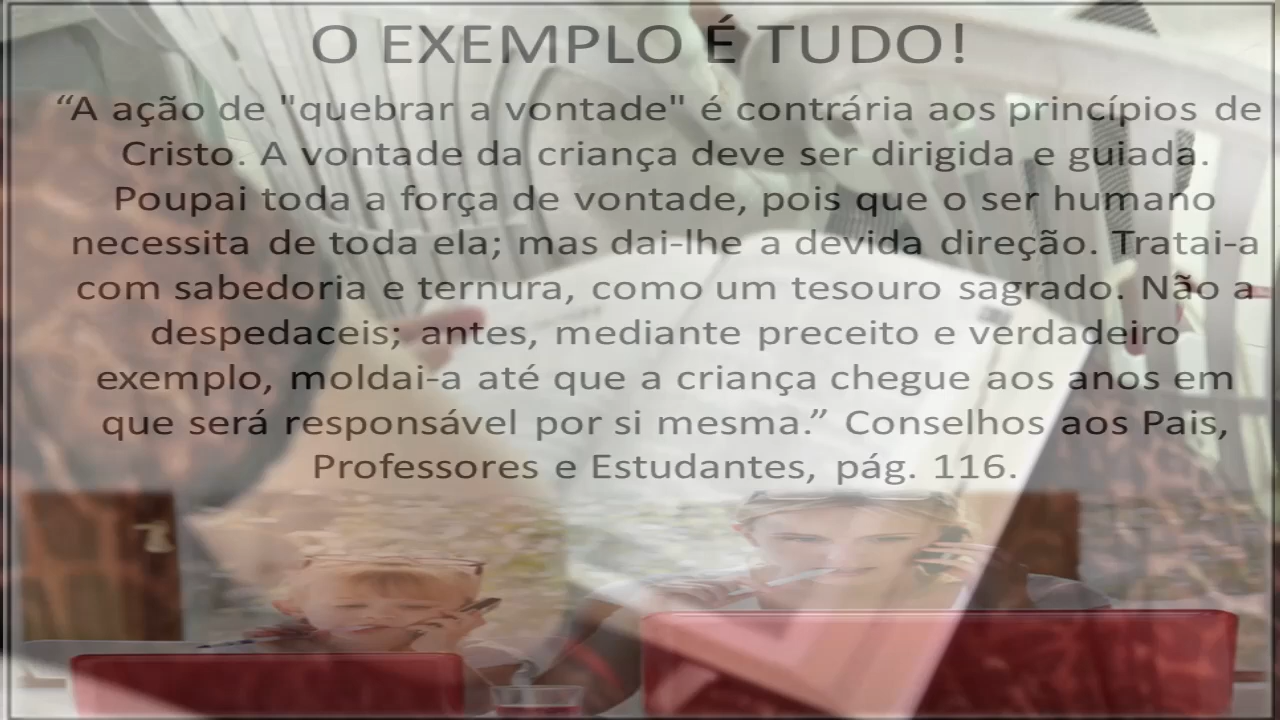 O EXEMPLO É TUDO!
“A ação de "quebrar a vontade" é contrária aos princípios de
Cristo. A vontade da criança deve ser dirigida e guiada.
Poupai toda a força de vontade, pois que o ser humano
necessita de toda ela; mas dai-lhe a devida direção. Tratai-a
com sabedoria e ternura, como um tesouro sagrado. Não a
despedaceis; antes, mediante preceito e verdadeiro
exemplo, moldai-a até que a criança chegue aos anos em
que será responsável por si mesma.” Conselhos aos Pais,
Professores e Estudantes, pág. 116.